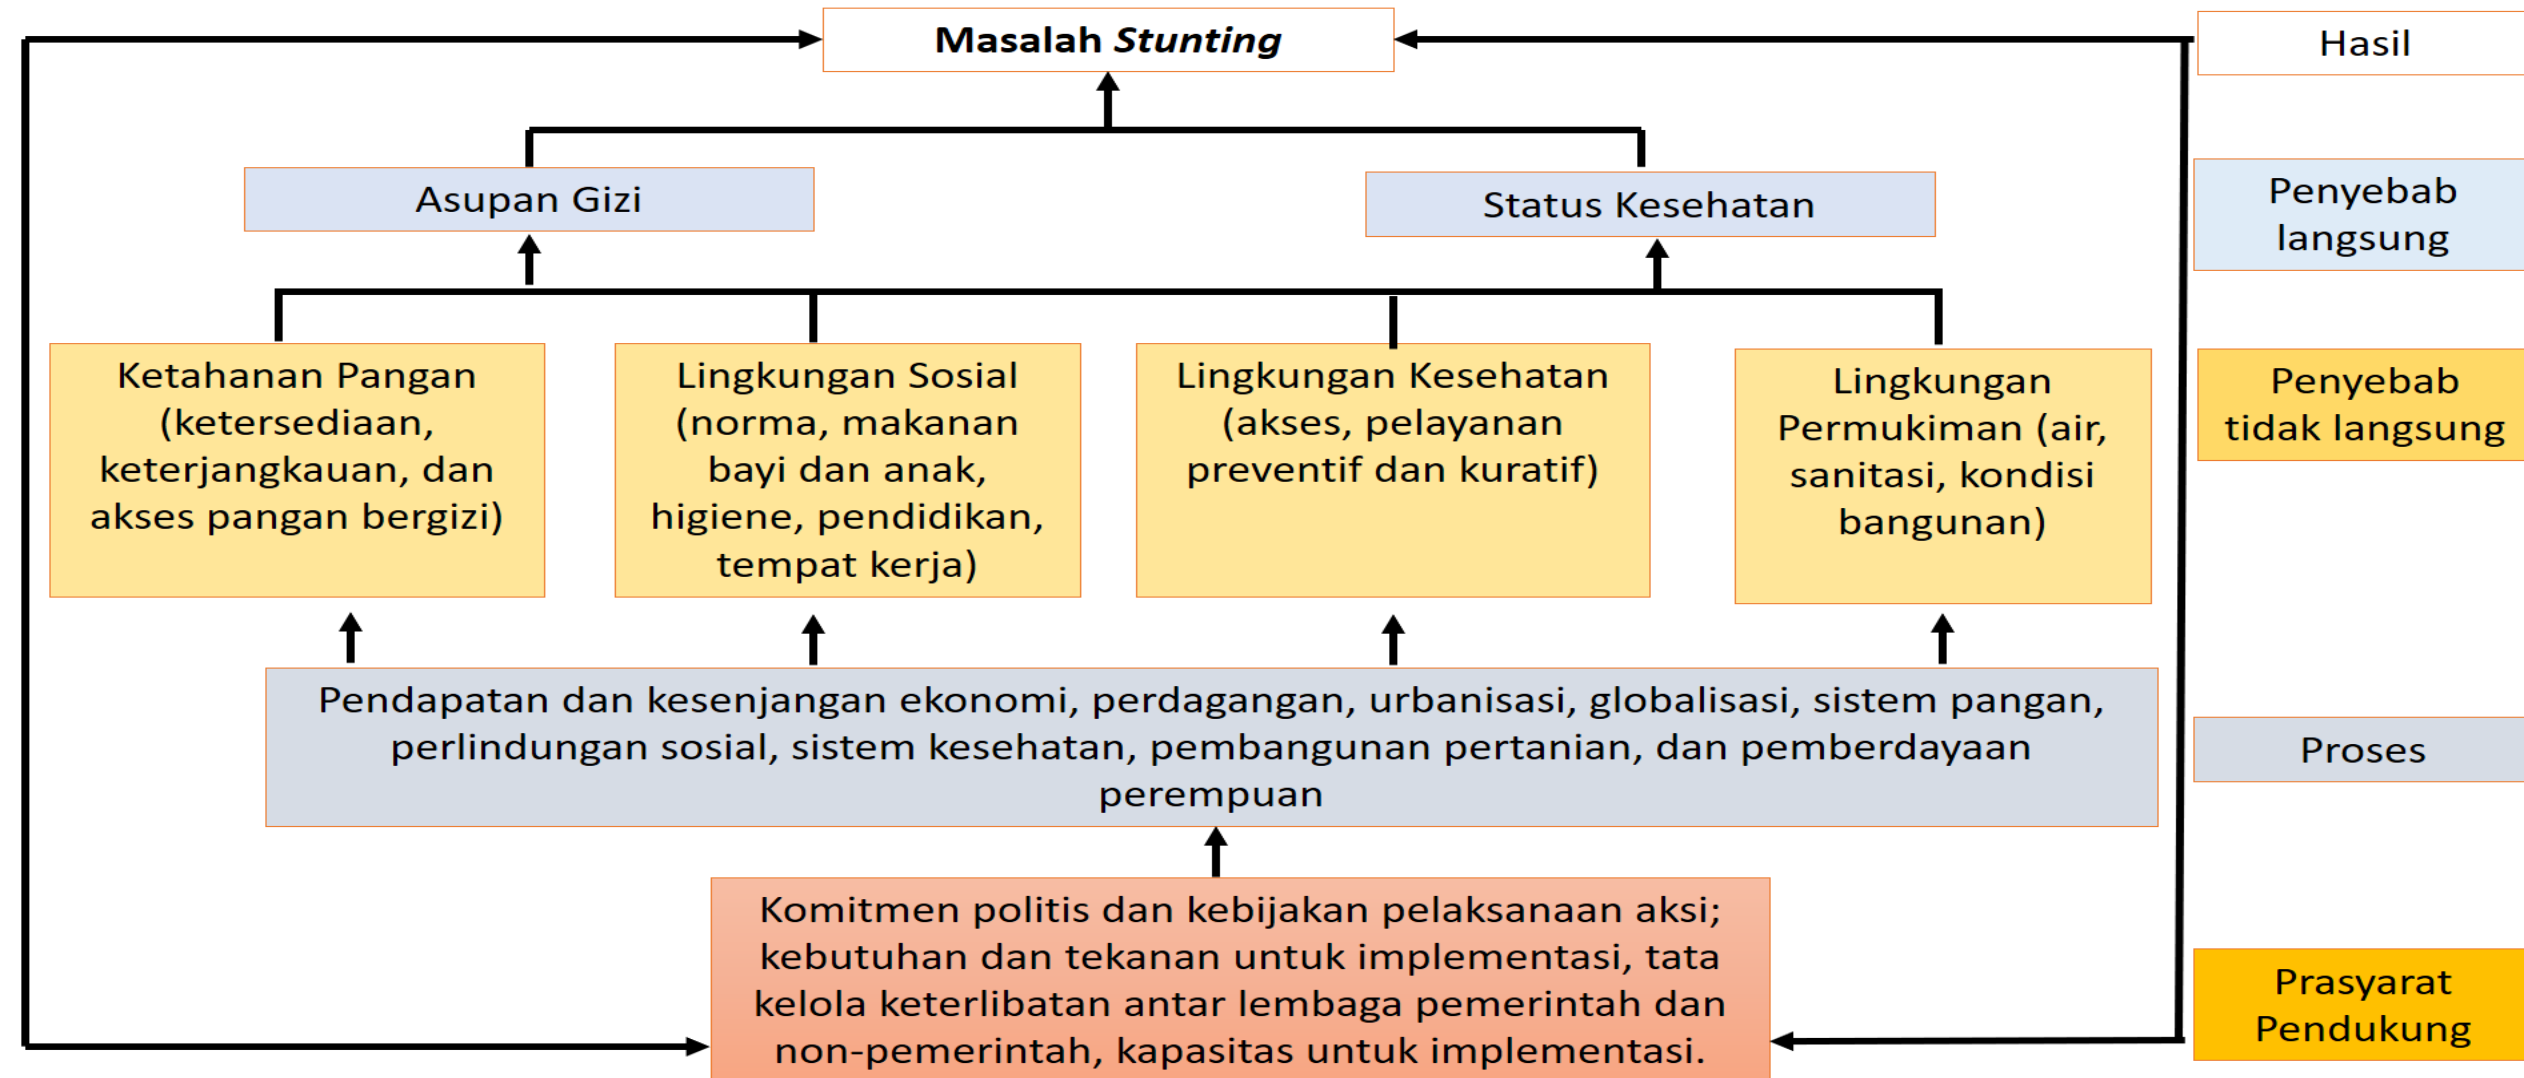 Masalah Stunting
Hasil
Asupan Gizi
Status Kesehatan
Penyebab
langsung
Ketahanan Pangan
(ketersediaan,
keterjangkauan, dan
akses pangan bergizi)
Lingkungan Sosial
(norma, makanan
bayi dan anak,
higiene, pendidikan,
tempat kerja)
Lingkungan Kesehatan
(akses, pelayanan
preventif dan kuratif)
Lingkungan
Permukiman (air,
sanitasi, kondisi
bangunan)
Penyebab
tidak langsung
Pendapatan dan kesenjangan ekonomi, perdagangan, urbanisasi, globalisasi, sistem pangan,
perlindungan sosial, sistem kesehatan, pembangunan pertanian, dan pemberdayaan
perempuan
Proses
Komitmen politis dan kebijakan pelaksanaan aksi;
kebutuhan dan tekanan untuk implementasi, tata
kelola keterlibatan antar lembaga pemerintah dan
non-pemerintah, kapasitas untuk implementasi.
Prasyarat
Pendukung